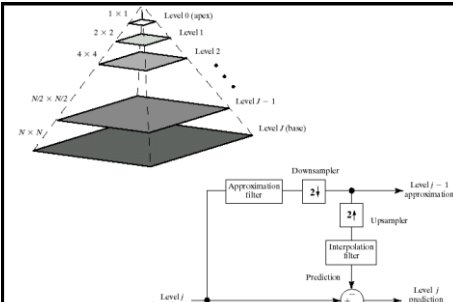 1 × 1
Level 0 (apex)
2 × 2
Level 1
4 × 4
Level 2
N/2 × N/2
Level J − 1
N × N
Level J (base)
Downsampler
Approximation
filter
2↓
Level j − 1
approximation
2↑
Upsampler
Interpolation
filter
Prediction
Level j
−
+
Level j
prediction